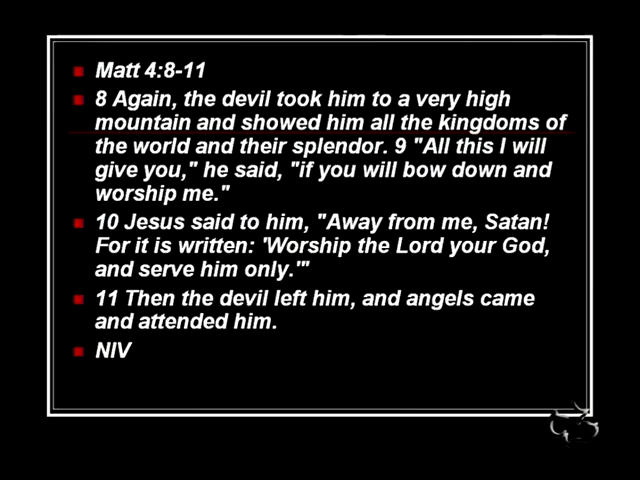 Matt 4:8-11
8 Again, the devil took him to a very high
mountain and showed him all the kingdoms of
the world and their splendor. 9 "All this I will
give you," he said, "if you will bow down and
worship me."
10 Jesus said to him, "Away from me, Satan!
For it is written: 'Worship the Lord your God,
and serve him only.'"
11 Then the devil left him, and angels came
and attended him.
NIV